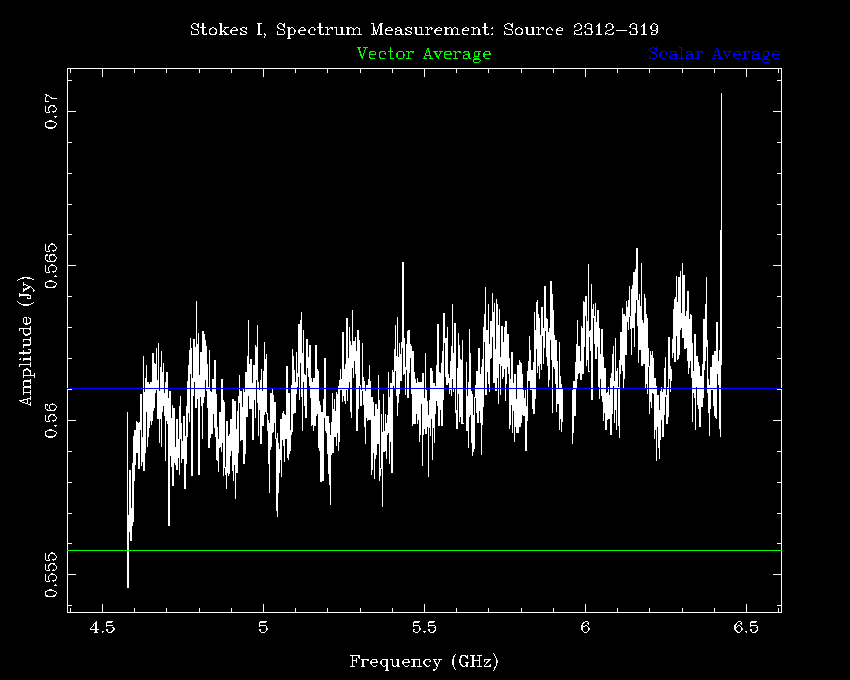 Stokes I, Spectrum Measurement: Source 2312−319
Vector Average Scalar Average
0.57
0.565
0.56
0.555
Amplitude (Jy)
4.5 5 5.5 6 6.5
Frequency (GHz)